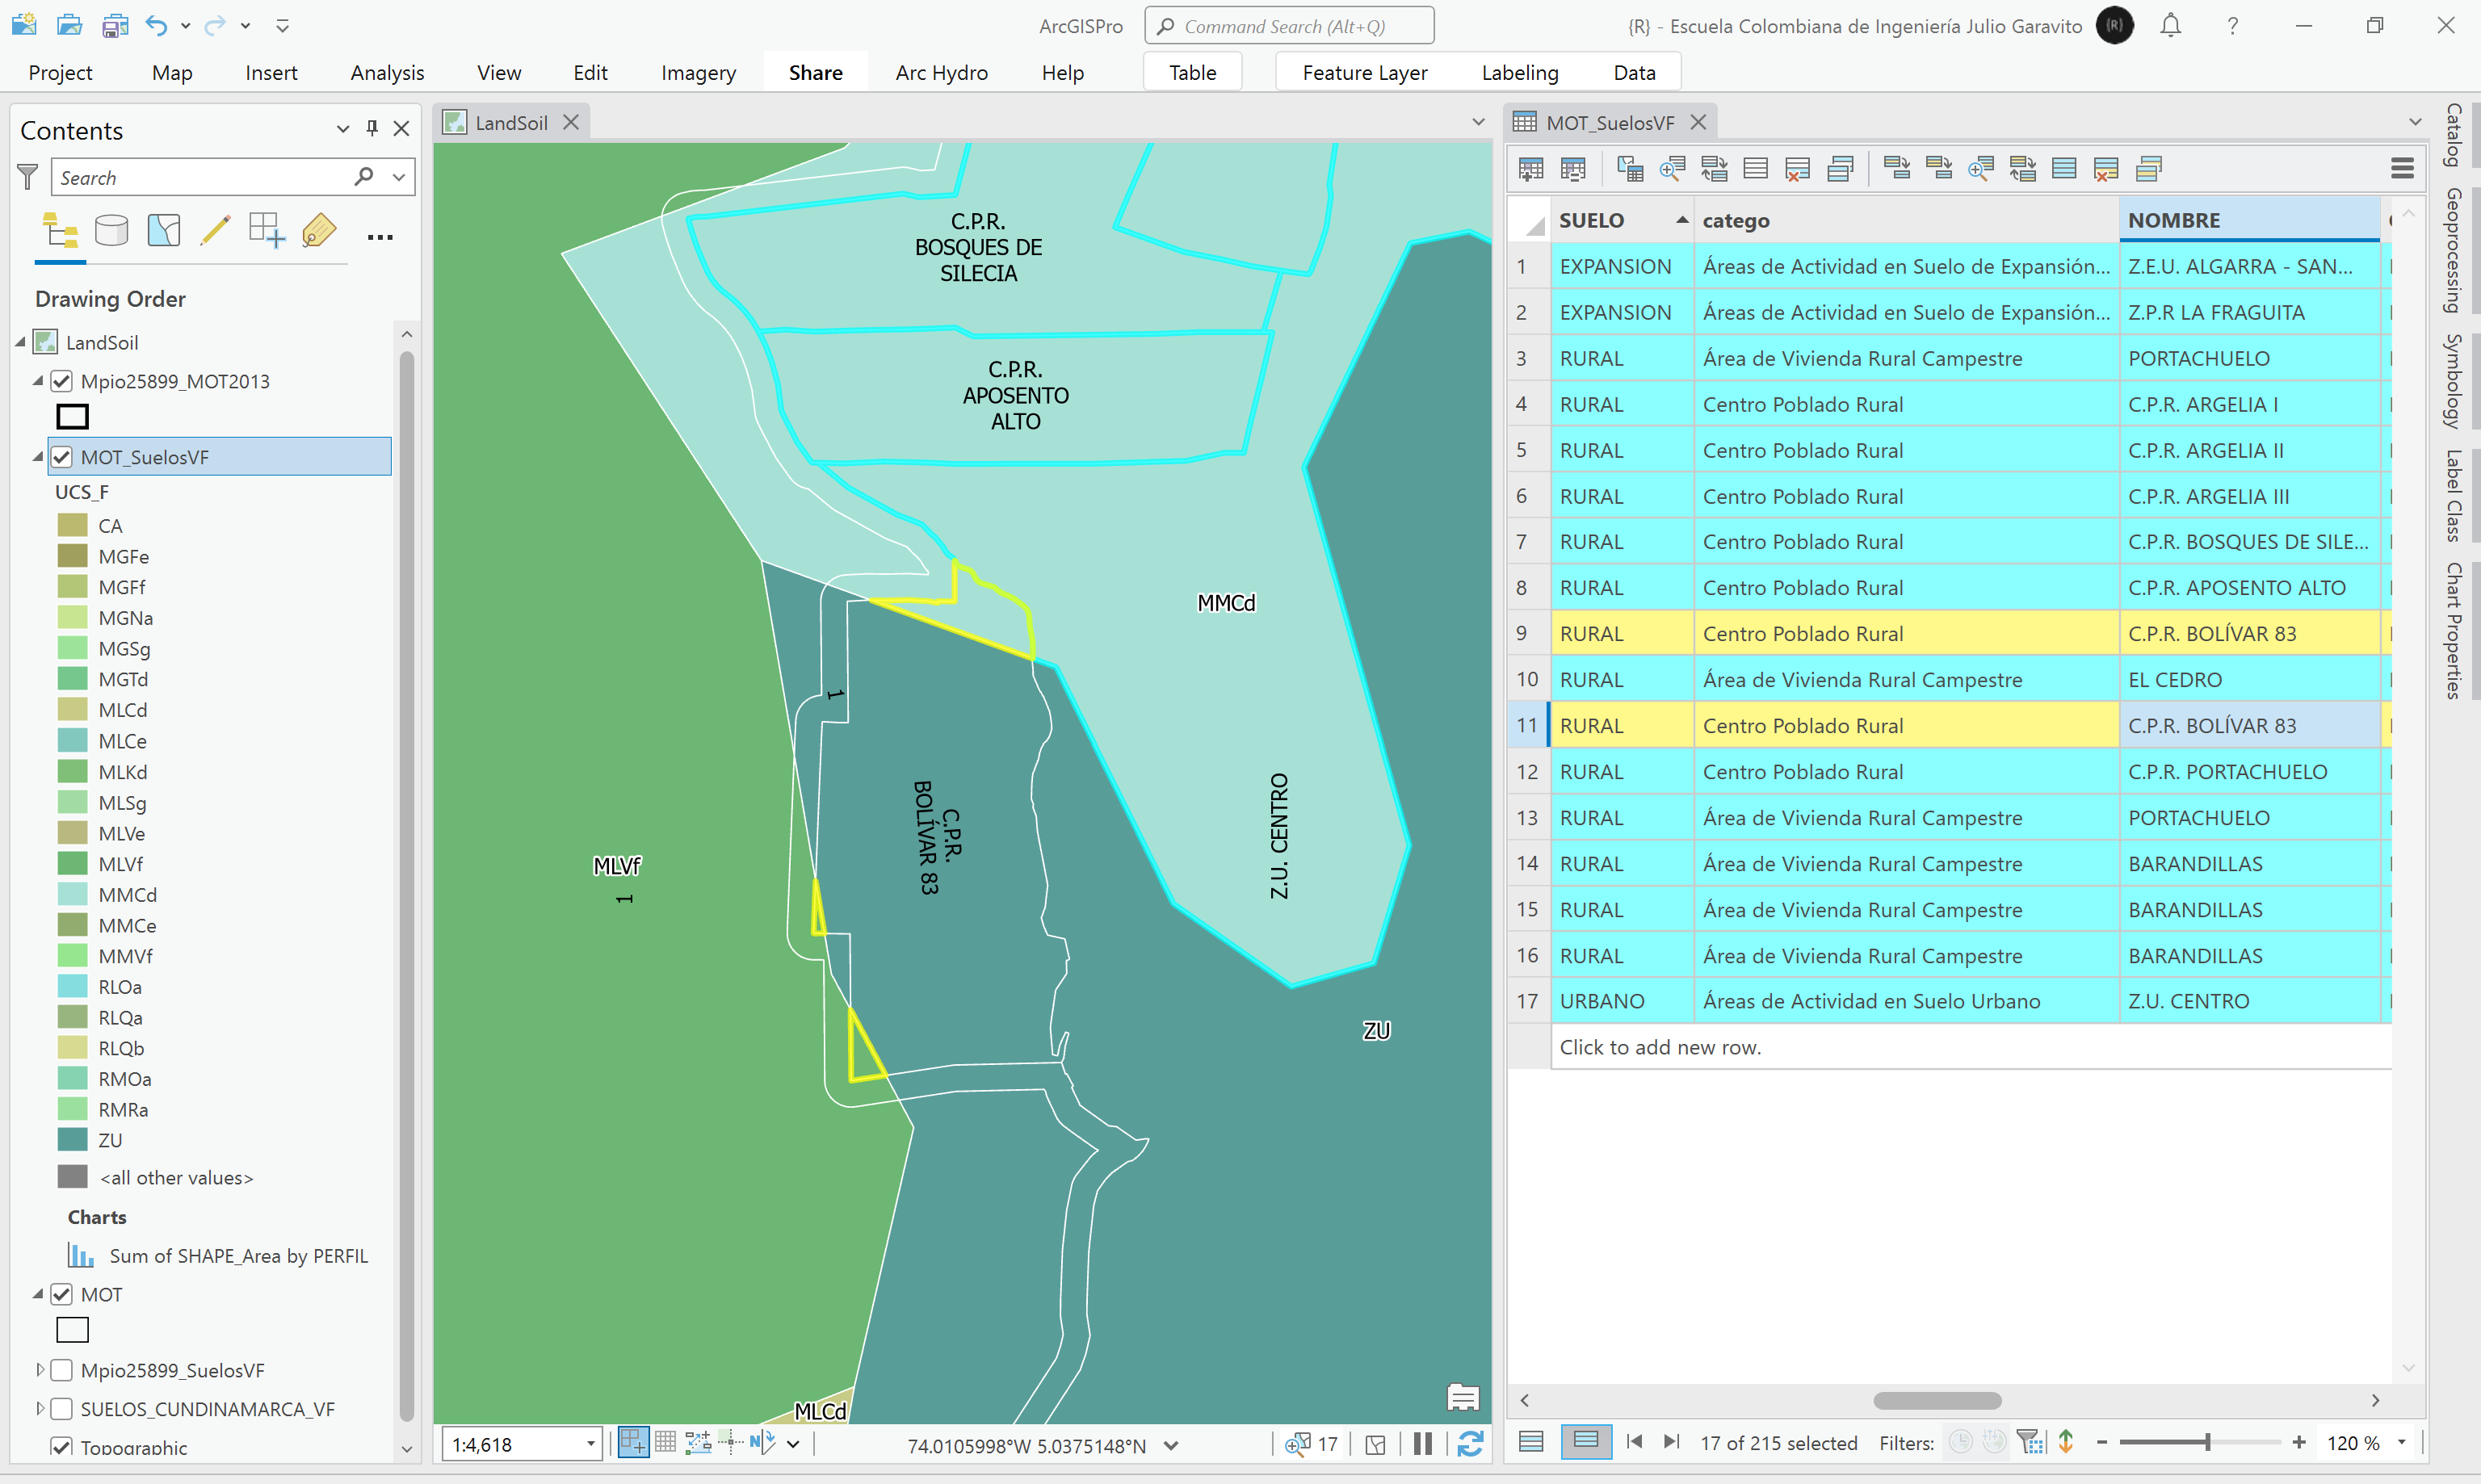 ArcGISPro
Command Search (Alt+Q)
{R} - Escuela Colombiana de Ingeniería Julio Garavito
{R}
?
Project
Map
Insert
Analysis
View
Edit
Imagery
Share
Arc Hydro
Help
Table
Feature Layer
Labeling
Data
Contents
Search
Drawing Order
LandSoil
Mpio25899_MOT2013
MOT_SuelosVF
UCS_F
CA
MGFe
MGFf
MGNa
MGSg
MGTd
MLCd
MLCe
MLKd
MLSg
MLVe
MLVf
MMCd
MMCe
MMVf
RLOa
RLQa
RLQb
RMOa
RMRa
ZU
<all other values>
Charts
Sum of SHAPE_Area by PERFIL
MOT
Mpio25899_SuelosVF
SUELOS_CUNDINAMARCA_VF
Topographic
LandSoil
C.P.R.
BOSQUES DE
SILECIA
C.P.R.
APOSENTO
ALTO
MMCd
1
C.P.R.
BOLÍVAR 83
Z.U. CENTRO
MLVf
1
ZU
MLCd
1:4,618
74.0105998°W 5.0375148°N
17
MOT_SuelosVF
SUELO catego NOMBRE
1 EXPANSION Áreas de Actividad en Suelo de Expansión... Z.E.U. ALGARRA - SAN...
2 EXPANSION Áreas de Actividad en Suelo de Expansión... Z.P.R LA FRAGUITA
3 RURAL Área de Vivienda Rural Campestre PORTACHUELO
4 RURAL Centro Poblado Rural C.P.R. ARGELIA I
5 RURAL Centro Poblado Rural C.P.R. ARGELIA II
6 RURAL Centro Poblado Rural C.P.R. ARGELIA III
7 RURAL Centro Poblado Rural C.P.R. BOSQUES DE SILE...
8 RURAL Centro Poblado Rural C.P.R. APOSENTO ALTO
9 RURAL Centro Poblado Rural C.P.R. BOLÍVAR 83
10 RURAL Área de Vivienda Rural Campestre EL CEDRO
11 RURAL Centro Poblado Rural C.P.R. BOLÍVAR 83
12 RURAL Centro Poblado Rural C.P.R. PORTACHUELO
13 RURAL Área de Vivienda Rural Campestre PORTACHUELO
14 RURAL Área de Vivienda Rural Campestre BARANDILLAS
15 RURAL Área de Vivienda Rural Campestre BARANDILLAS
16 RURAL Área de Vivienda Rural Campestre BARANDILLAS
17 URBANO Áreas de Actividad en Suelo Urbano Z.U. CENTRO
Click to add new row.
17 of 215 selected
Filters:
120 %
Catalog
Geoprocessing
Symbology
Label Class
Chart Properties